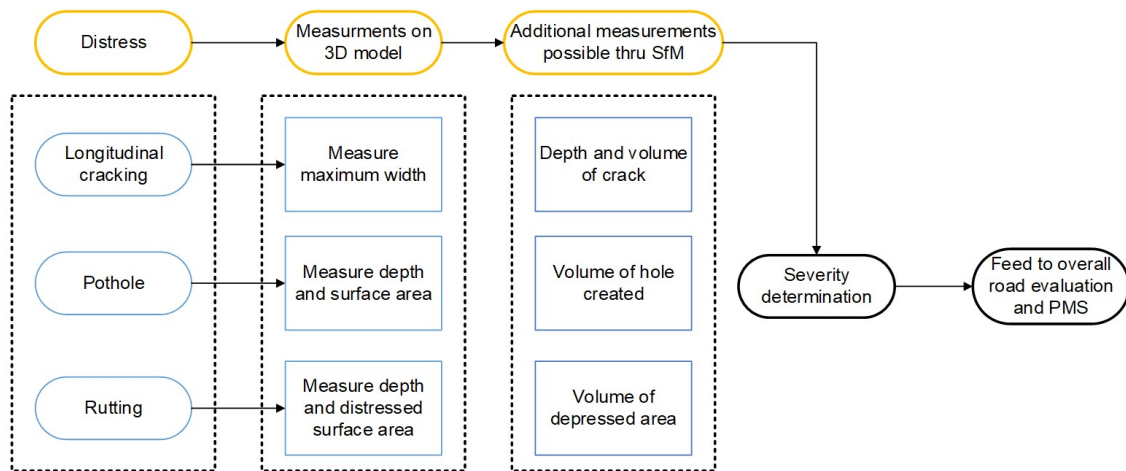 Distress
Measurments on
3D model
Additional measurements
possible thru SfM
Longitudinal
cracking
Measure
maximum width
Depth and volume
of crack
Pothole
Measure depth
and surface area
Volume of hole
created
Severity
determination
Feed to overall
road evaluation
and PMS
Rutting
Measure depth
and distressed
surface area
Volume of
depressed area